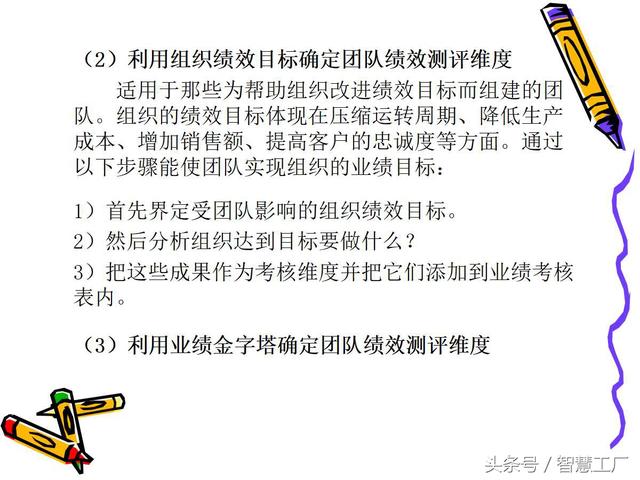 （2）利用组织绩效目标确定团队绩效测评维度
适用于那些为帮助组织改进绩效目标而组建的团
队。组织的绩效目标体现在压缩运转周期、降低生产
成本、增加销售额、提高客户的忠诚度等方面。通过
以下步骤能使团队实现组织的业绩目标：
1）首先界定受团队影响的组织绩效目标。
2）然后分析组织达到目标要做什么？
3）把这些成果作为考核维度并把它们添加到业绩考核
表内。
（3）利用业绩金字塔确定团队绩效测评维度
头条号／智慧工厂